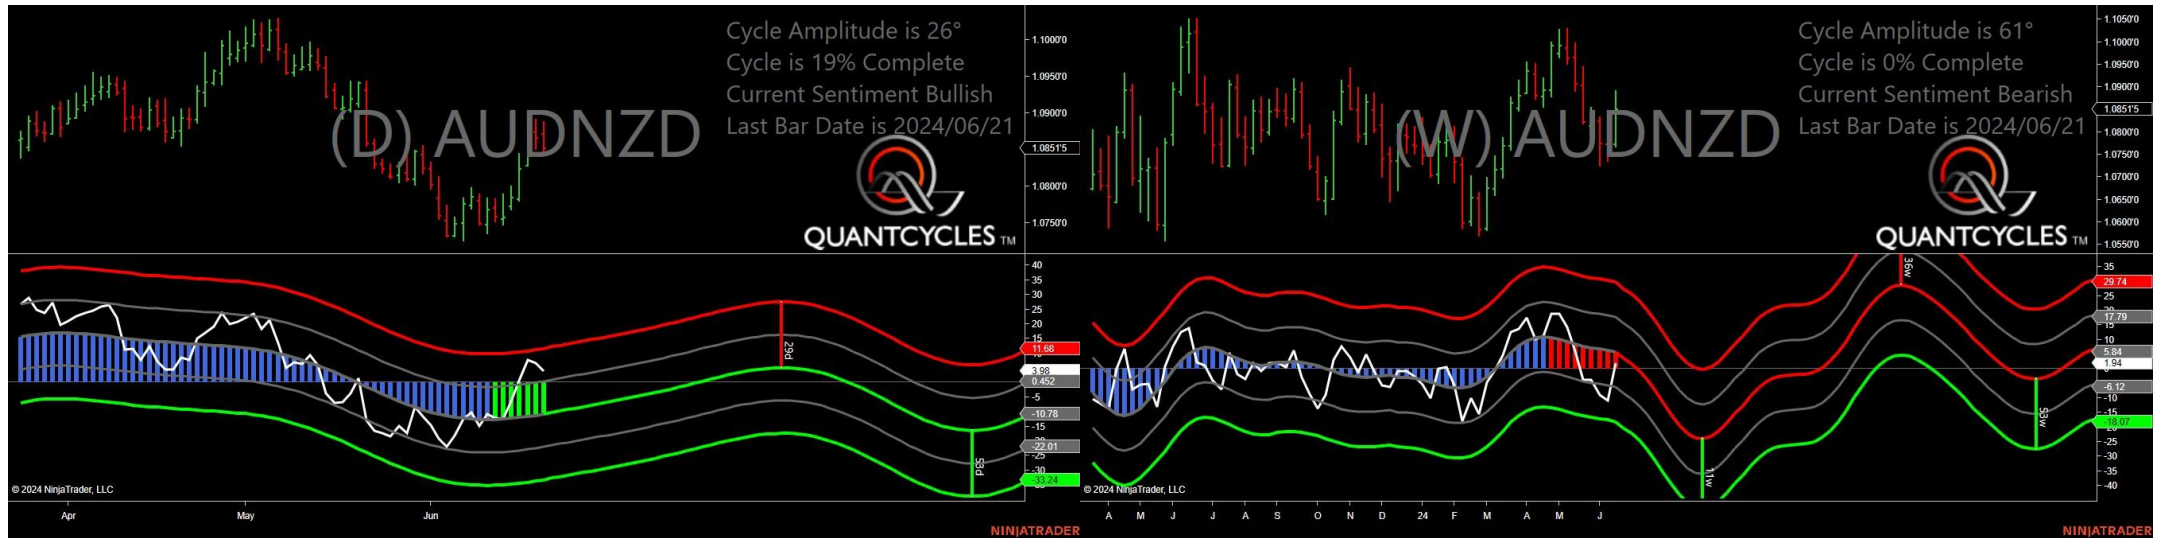 Cycle Amplitude is 26°
Cycle is 19% Complete
Current Sentiment Bullish
Last Bar Date is 2024/06/21
(D) AUDNZD
QUANTCYCLES TM
1.1000'0
1.0950'0
1.0900'0
1.0851'5
1.0800'0
1.0750'0
40
35
30
25
20
15
11.68
3.98
0.452
-5
-10.78
-15
-22.01
-25
-30
-33.24
29d
53d
© 2024 NinjaTrader, LLC
Apr
May
Jun
NINJATRADER
Cycle Amplitude is 61°
Cycle is 0% Complete
Current Sentiment Bearish
Last Bar Date is 2024/06/21
(W) AUDNZD
QUANTCYCLES TM
1.1050'0
1.1000'0
1.0950'0
1.0900'0
1.0851'5
1.0800'0
1.0750'0
1.0700'0
1.0650'0
1.0600'0
1.0550'0
35
29.74
25
17.79
15
10
5.84
1.94
-6.12
-10
-15
-18.07
-25
-30
-35
-40
36w
11w
53w
© 2024 NinjaTrader, LLC
A M J J A S O N D 24 F M A M J
NINJATRADER